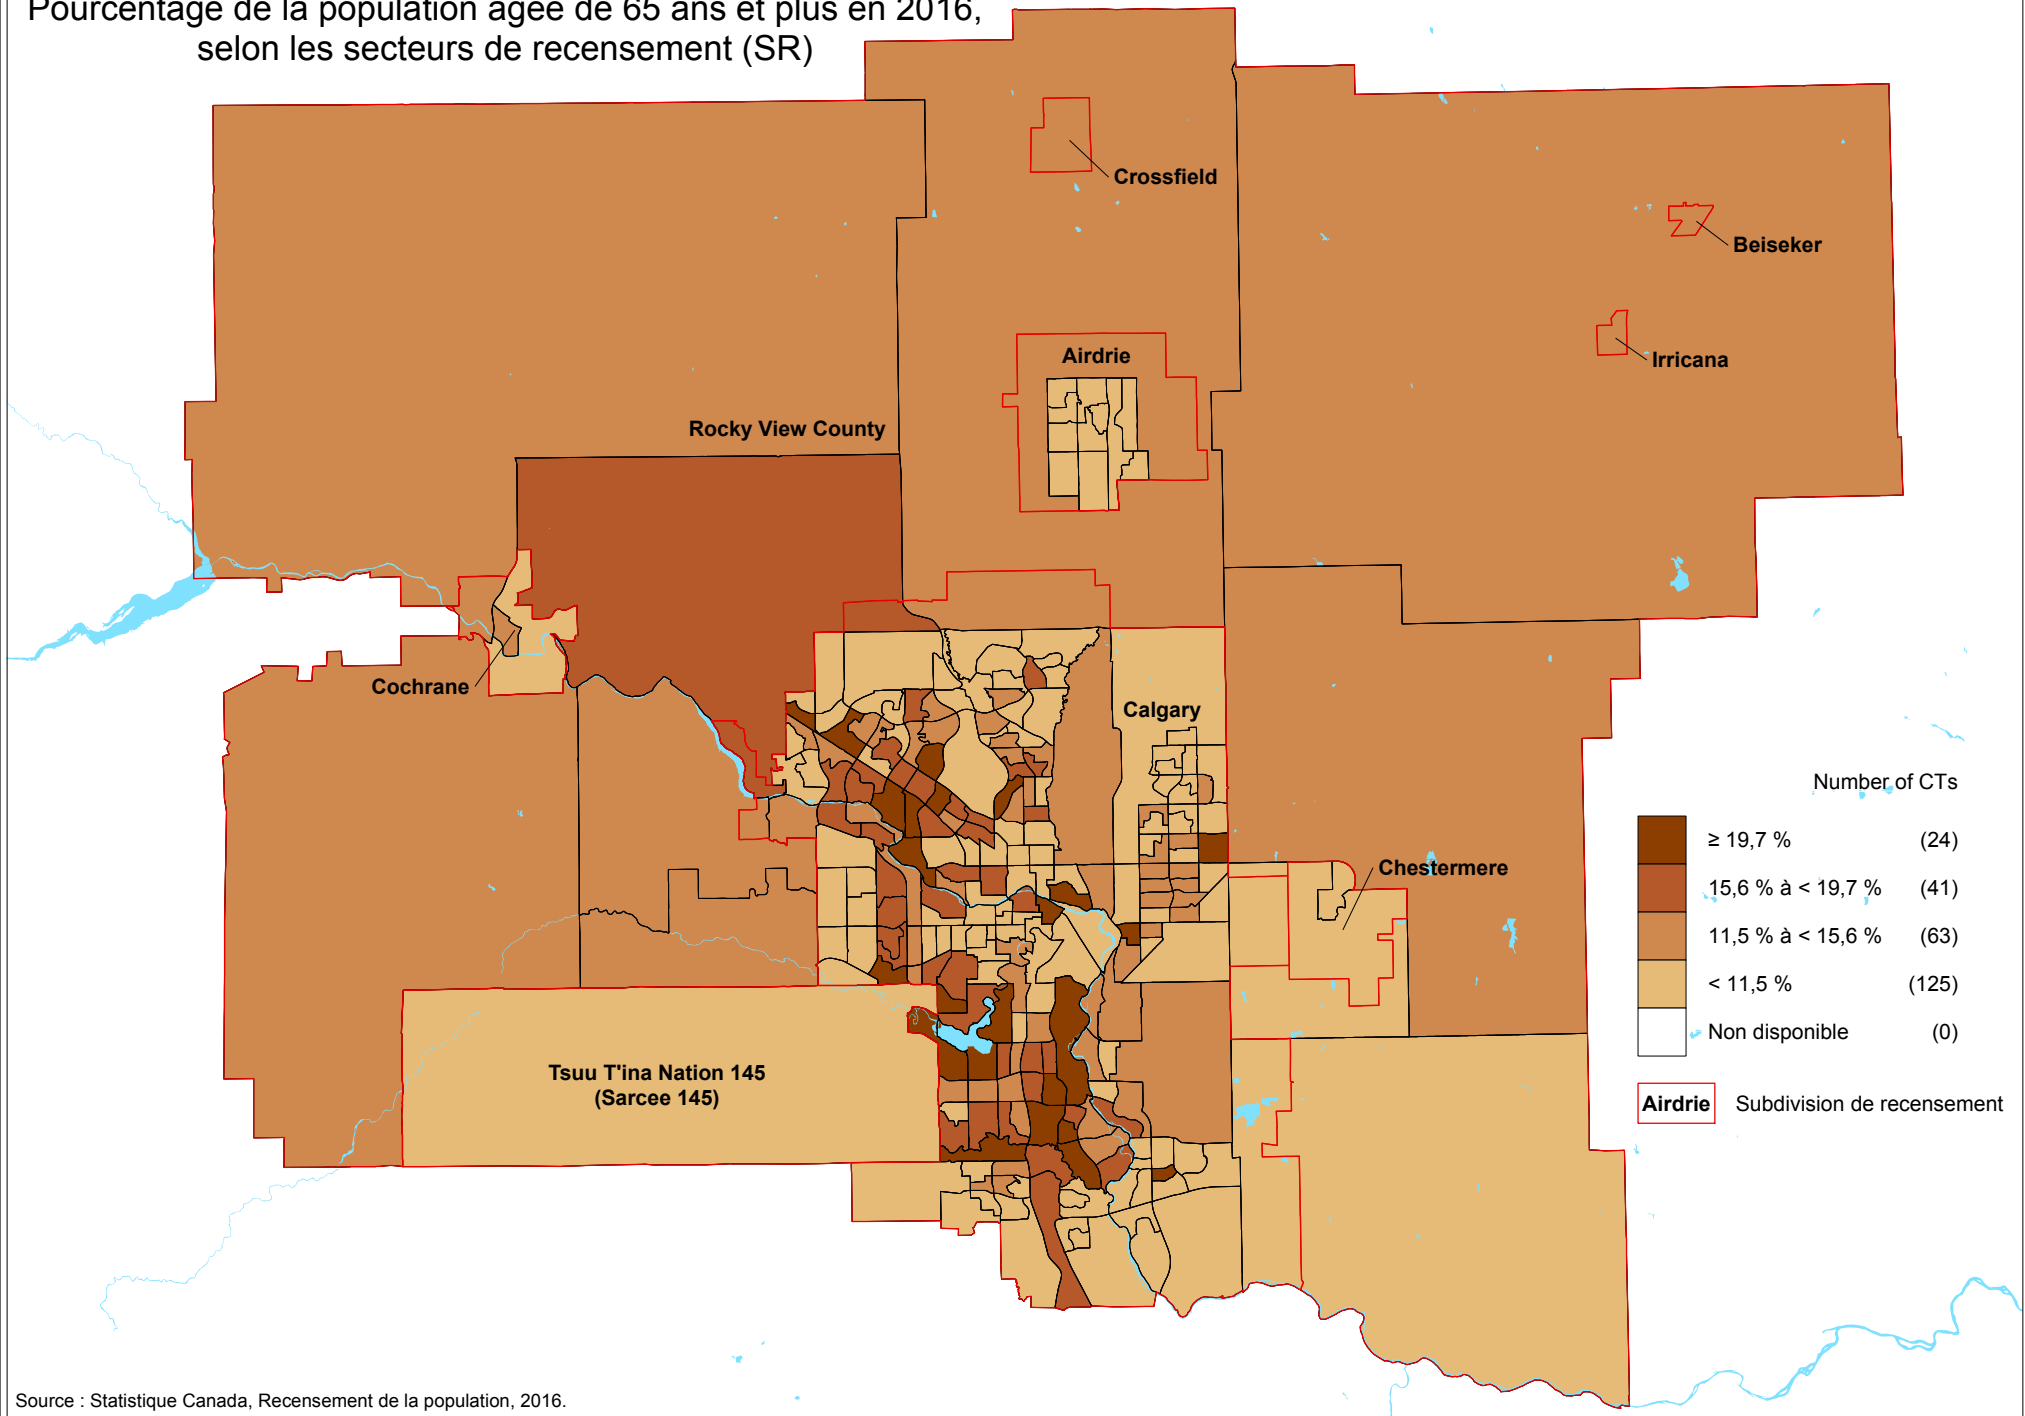 Pourcentage de la population âgée de 65 ans et plus en 2016,
selon les secteurs de recensement (SR)
Crossfield
Beiseker
Airdrie
Irricana
Rocky View County
Cochrane
Calgary
Number of CTs
≥ 19,7 % (24)
Chestermere
15,6 % à < 19,7 % (41)
11,5 % à < 15,6 % (63)
< 11,5 % (125)
Non disponible (0)
Tsuu T'ina Nation 145
(Sarcee 145)
Airdrie Subdivision de recensement
Source : Statistique Canada, Recensement de la population, 2016.